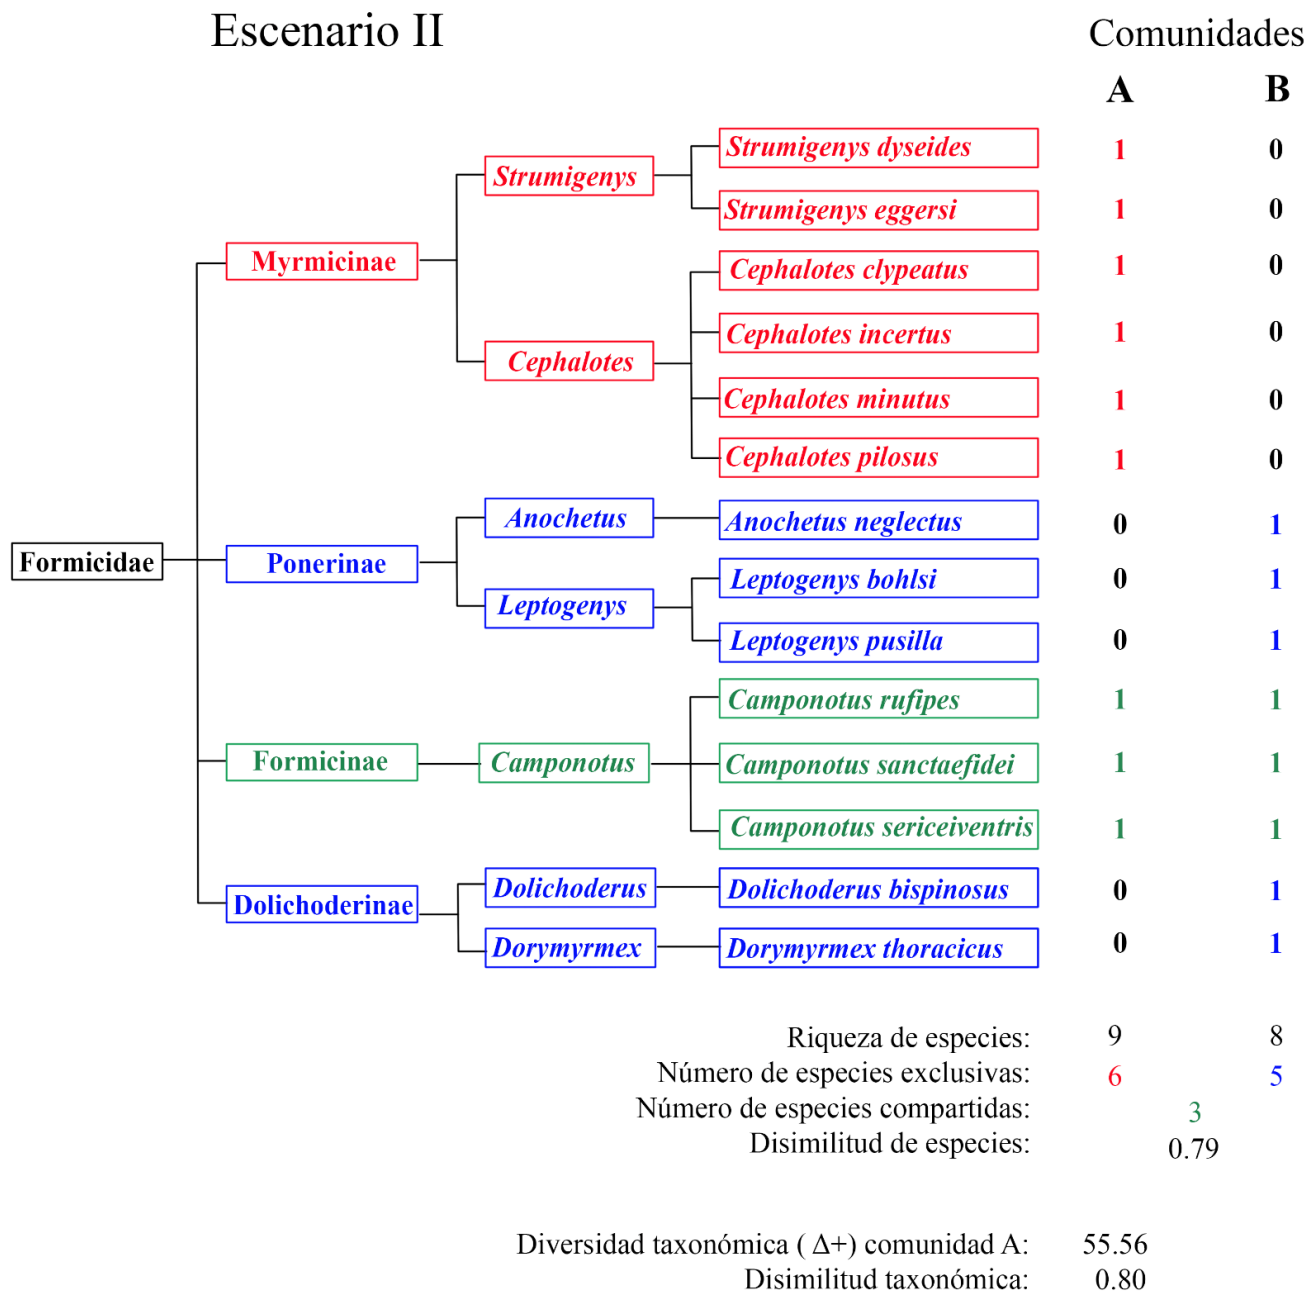 Escenario II
Comunidades
A B
Strumigenys dyseides 1 0
Strumigenys
Strumigenys eggersi 1 0
Myrmicinae
Cephalotes clypeatus 1 0
Cephalotes incertus 1 0
Cephalotes
Cephalotes minutus 1 0
Cephalotes pilosus 1 0
Anochetus Anochetus neglectus 0 1
Formicidae
Ponerinae
Leptogenys bohlsi 0 1
Leptogenys
Leptogenys pusilla 0 1
Camponotus rufipes 1 1
Formicinae Camponotus Camponotus sanctaefidei 1 1
Camponotus sericeiventris 1 1
Dolichoderus Dolichoderus bispinosus 0 1
Dolichoderinae
Dorymyrmex Dorymyrmex thoracicus 0 1
Riqueza de especies: 9 8
Número de especies exclusivas: 6 5
Número de especies compartidas: 3
Disimilitud de especies: 0.79
Diversidad taxonómica ( Δ+) comunidad A: 55.56
Disimilitud taxonómica: 0.80